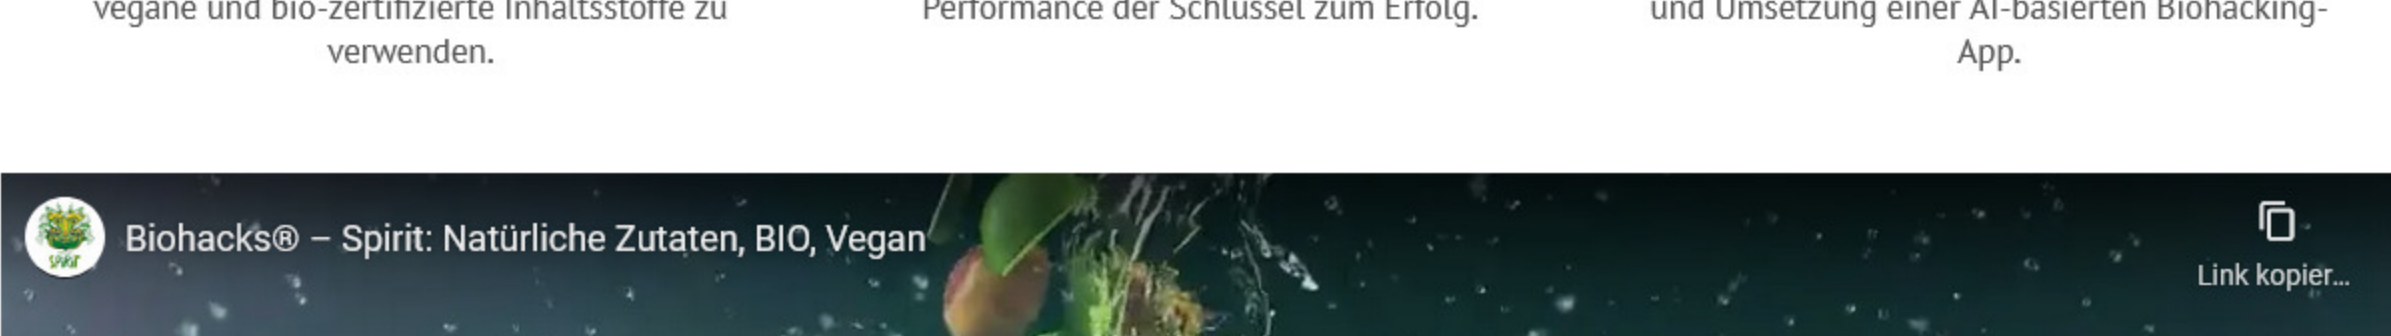 vegane und bio-zertifizierte Inhaltsstoffe zu
verwenden.
Performance der Schlüssel zum Erfolg.
und Umsetzung einer AI-basierten Biohacking-
App.
Biohacks® – Spirit: Natürliche Zutaten, BIO, Vegan
Link kopier...
SPIRIT